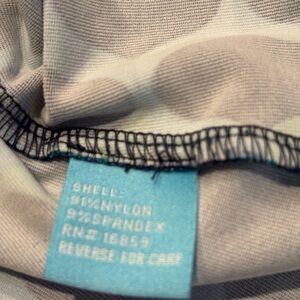 SHELL:
91%NYLON
9%SPANDEX
RN# 16859
REVERSE FOR CARE